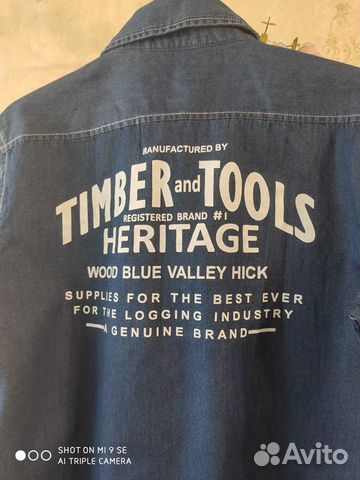 MANUFACTURED BY
TIMBER and TOOLS
REGISTERED BRAND #1
HERITAGE
WOOD BLUE VALLEY HICK
SUPPLIES FOR THE BEST EVER
FOR THE LOGGING INDUSTRY
A GENUINE BRAND
SHOT ON MI 9 SE
AI TRIPLE CAMERA
Avito